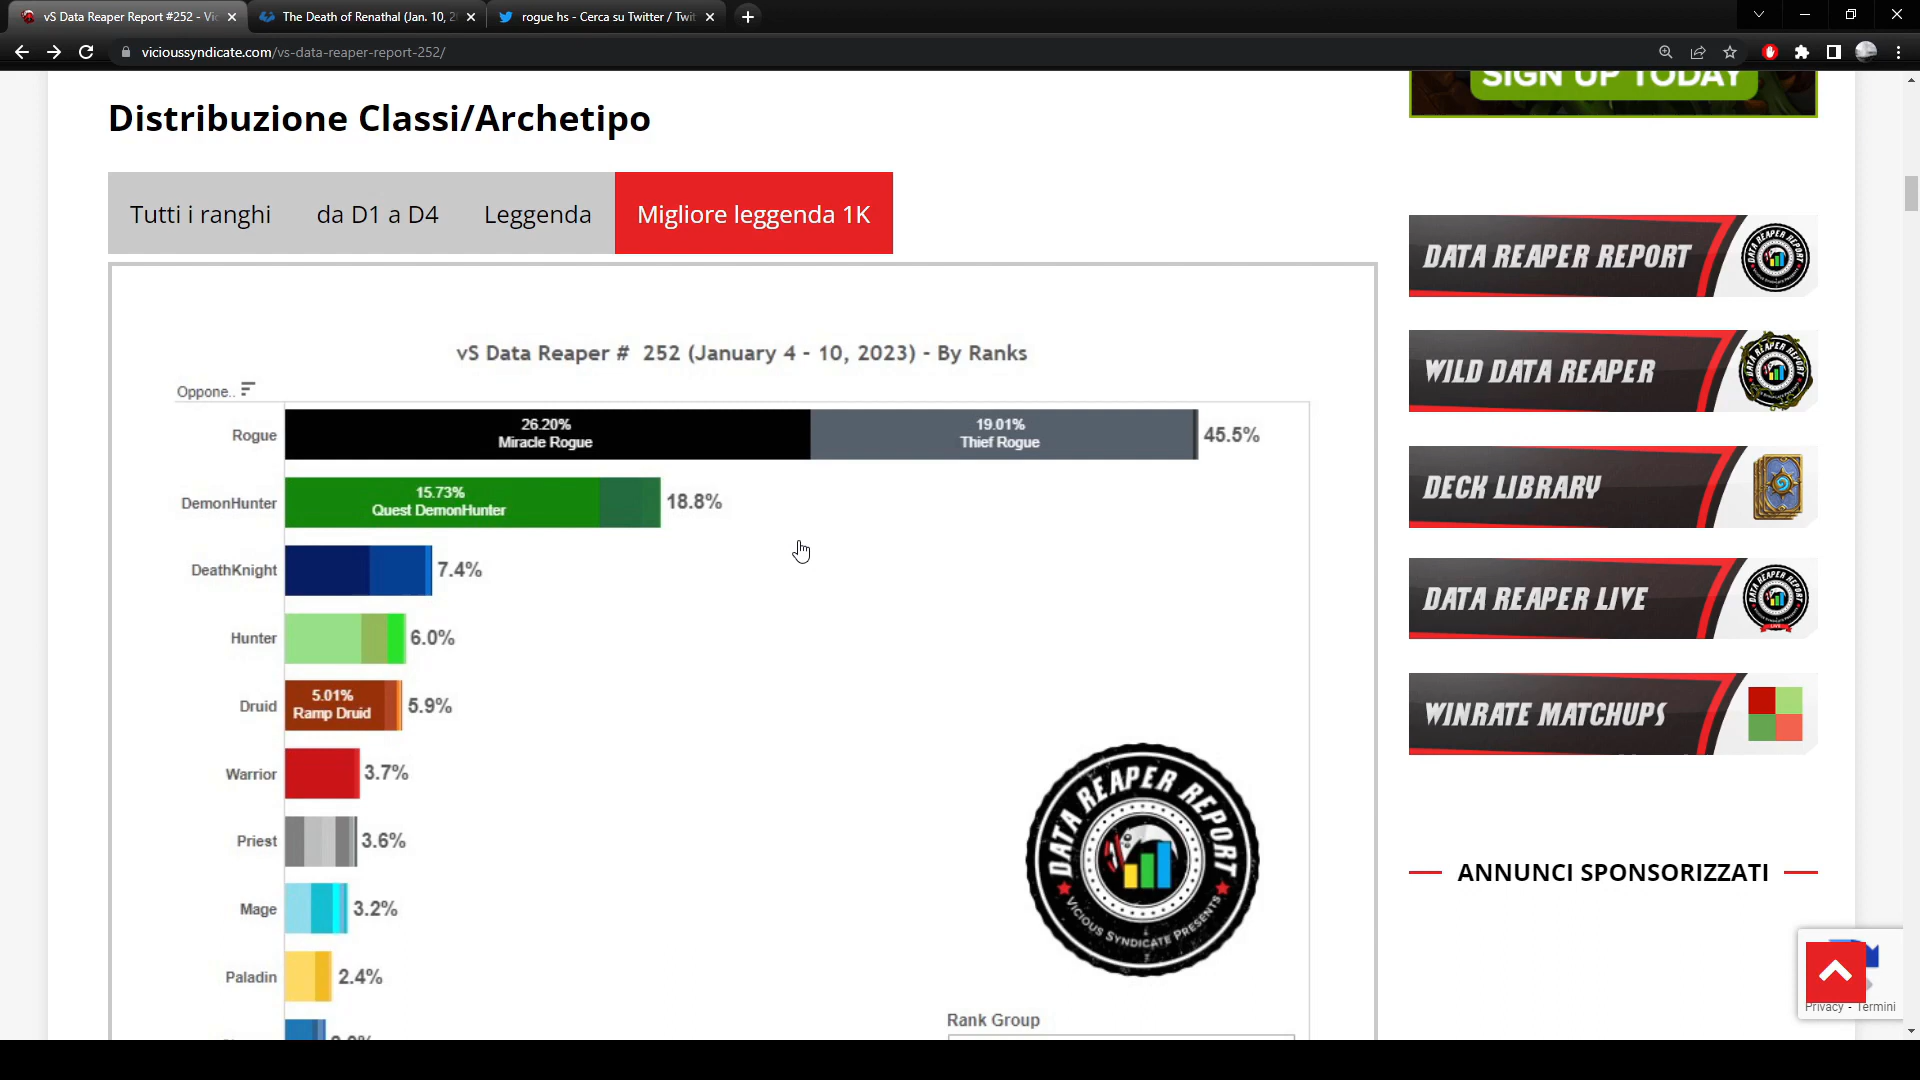 vS Data Reaper Report #252 - Vic
The Death of Renathal (Jan. 10, 2
rogue hs - Cerca su Twitter / Twit
vicioussyndicate.com/vs-data-reaper-report-252/
SIGN UP TODAY
Distribuzione Classi/Archetipo
Tutti i ranghi
da D1 a D4
Leggenda
Migliore leggenda 1K
vS Data Reaper # 252 (January 4 - 10, 2023) - By Ranks
Oppone..
Rogue
26.20%
Miracle Rogue
19.01%
Thief Rogue
45.5%
DemonHunter
15.73%
Quest DemonHunter
18.8%
DeathKnight
7.4%
Hunter
6.0%
Druid
5.01%
Ramp Druid
5.9%
Warrior
3.7%
Priest
3.6%
Mage
3.2%
Paladin
2.4%
DATA REAPER REPORT
VICIOUS SYNDICATE PRESENTS
Rank Group
DATA REAPER REPORT
WILD DATA REAPER
DECK LIBRARY
DATA REAPER LIVE
WINRATE MATCHUPS
ANNUNCI SPONSORIZZATI
Privacy - Termini